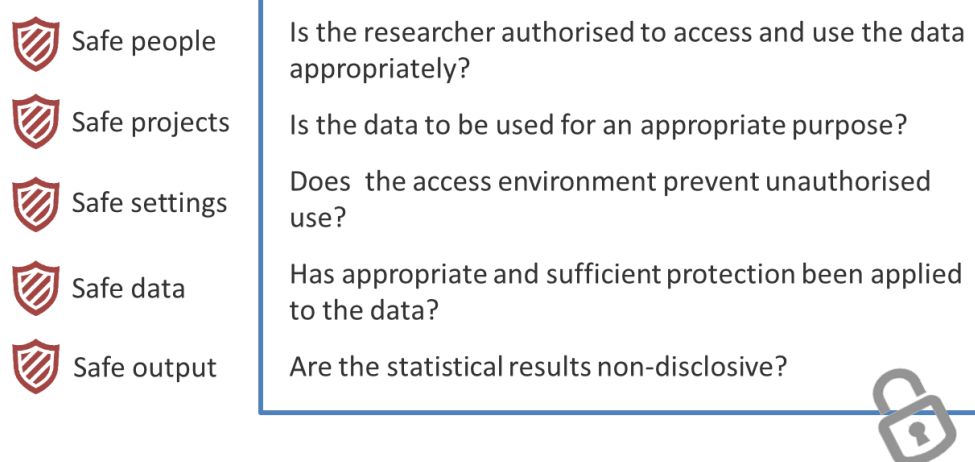 Safe people
Is the researcher authorised to access and use the data
appropriately?
Safe projects
Is the data to be used for an appropriate purpose?
Safe settings
Does the access environment prevent unauthorised
use?
Safe data
Has appropriate and sufficient protection been applied
to the data?
Safe output
Are the statistical results non-disclosive?